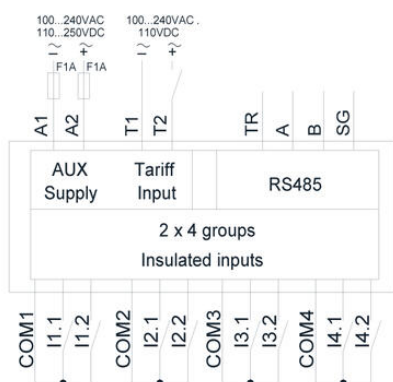 100...240VAC 100...240VAC .
110...250VDC 110VDC
F1A F1A
A1 A2 T1 T2 TR A B SG
AUX Tariff
Supply Input
RS485
2 x 4 groups
Insulated inputs
COM1 I1.1 I1.2 COM2 I2.1 I2.2 COM3 I3.1 I3.2 COM4 I4.1 I4.2